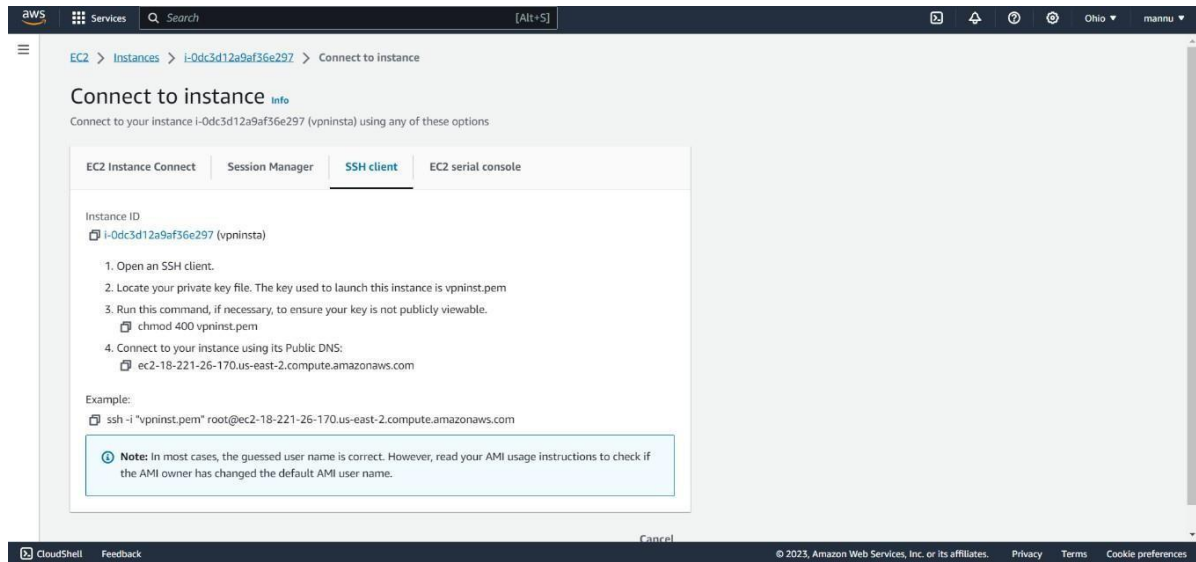 aws
Services
Search
[Alt+S]
Ohio ▼
mannu ▼
EC2 > Instances > i-0dc3d12a9af36e297 > Connect to instance
Connect to instance Info
Connect to your instance i-0dc3d12a9af36e297 (vpninsta) using any of these options
EC2 Instance Connect
Session Manager
SSH client
EC2 serial console
Instance ID
i-0dc3d12a9af36e297 (vpninsta)
1. Open an SSH client.
2. Locate your private key file. The key used to launch this instance is vpninst.pem
3. Run this command, if necessary, to ensure your key is not publicly viewable.
chmod 400 vpninst.pem
4. Connect to your instance using its Public DNS:
ec2-18-221-26-170.us-east-2.compute.amazonaws.com
Example:
ssh -i "vpninst.pem" root@ec2-18-221-26-170.us-east-2.compute.amazonaws.com
Note: In most cases, the guessed user name is correct. However, read your AMI usage instructions to check if
the AMI owner has changed the default AMI user name.
Cancel
CloudShell
Feedback
© 2023, Amazon Web Services, Inc. or its affiliates.
Privacy
Terms
Cookie preferences